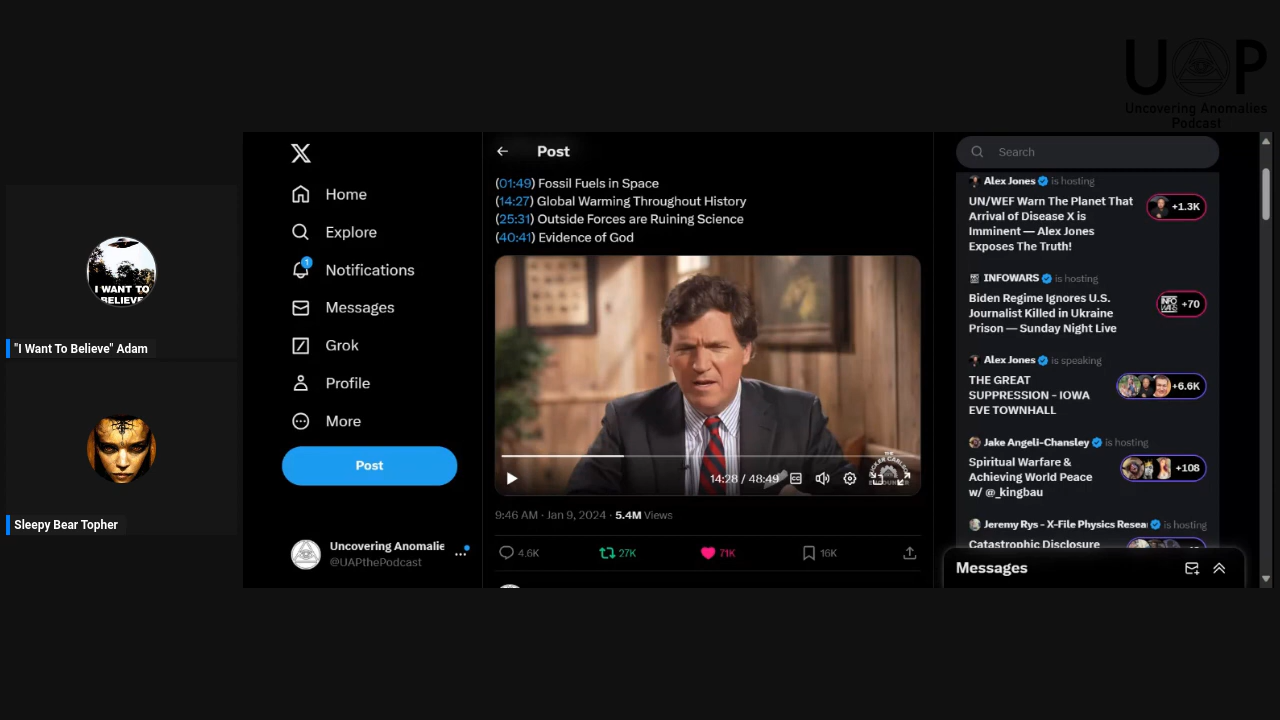 UAP
Uncovering Anomalies
Podcast
I WANT TO
BELIEVE
"I Want To Believe" Adam
Sleepy Bear Topher
Home
Explore
1
Notifications
Messages
Grok
Profile
More
Post
Uncovering Anomalie
@UAPthePodcast
Post
(01:49) Fossil Fuels in Space
(14:27) Global Warming Throughout History
(25:31) Outside Forces are Ruining Science
(40:41) Evidence of God
14:28 / 48:49
9:46 AM · Jan 9, 2024 · 5.4M Views
4.6K 27K 71K 16K
Search
Alex Jones is hosting
UN/WEF Warn The Planet That
Arrival of Disease X is
Imminent — Alex Jones
Exposes The Truth!
+1.3K
INFOWARS is hosting
Biden Regime Ignores U.S.
Journalist Killed in Ukraine
Prison — Sunday Night Live
+70
Alex Jones is speaking
THE GREAT
SUPPRESSION - IOWA
EVE TOWNHALL
+6.6K
Jake Angeli-Chansley is hosting
Spiritual Warfare &
Achieving World Peace
w/ @_kingbau
+108
Jeremy Rys - X-File Physics Resea is hosting
Catastrophic Disclosure
Messages